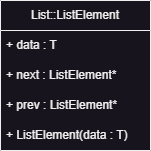 List::ListElement
+ data : T
+ next : ListElement*
+ prev : ListElement*
+ ListElement(data : T)